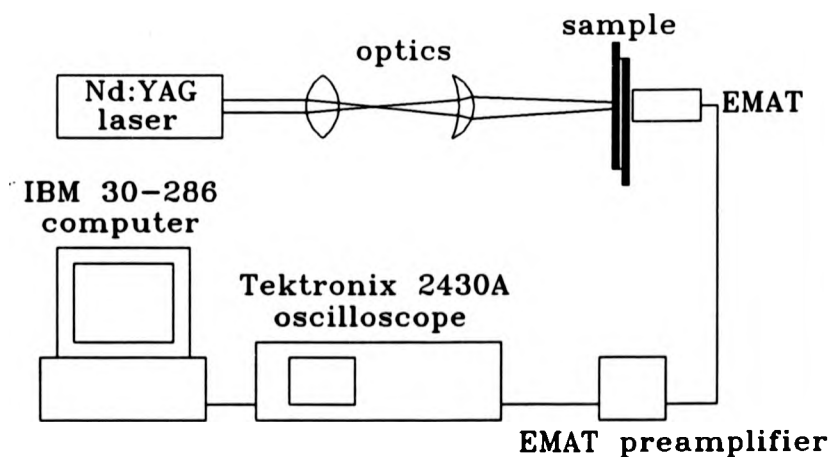 sample
optics
Nd:YAG
laser
EMAT
IBM 30-286
computer
Tektronix 2430A
oscilloscope
EMAT preamplifier